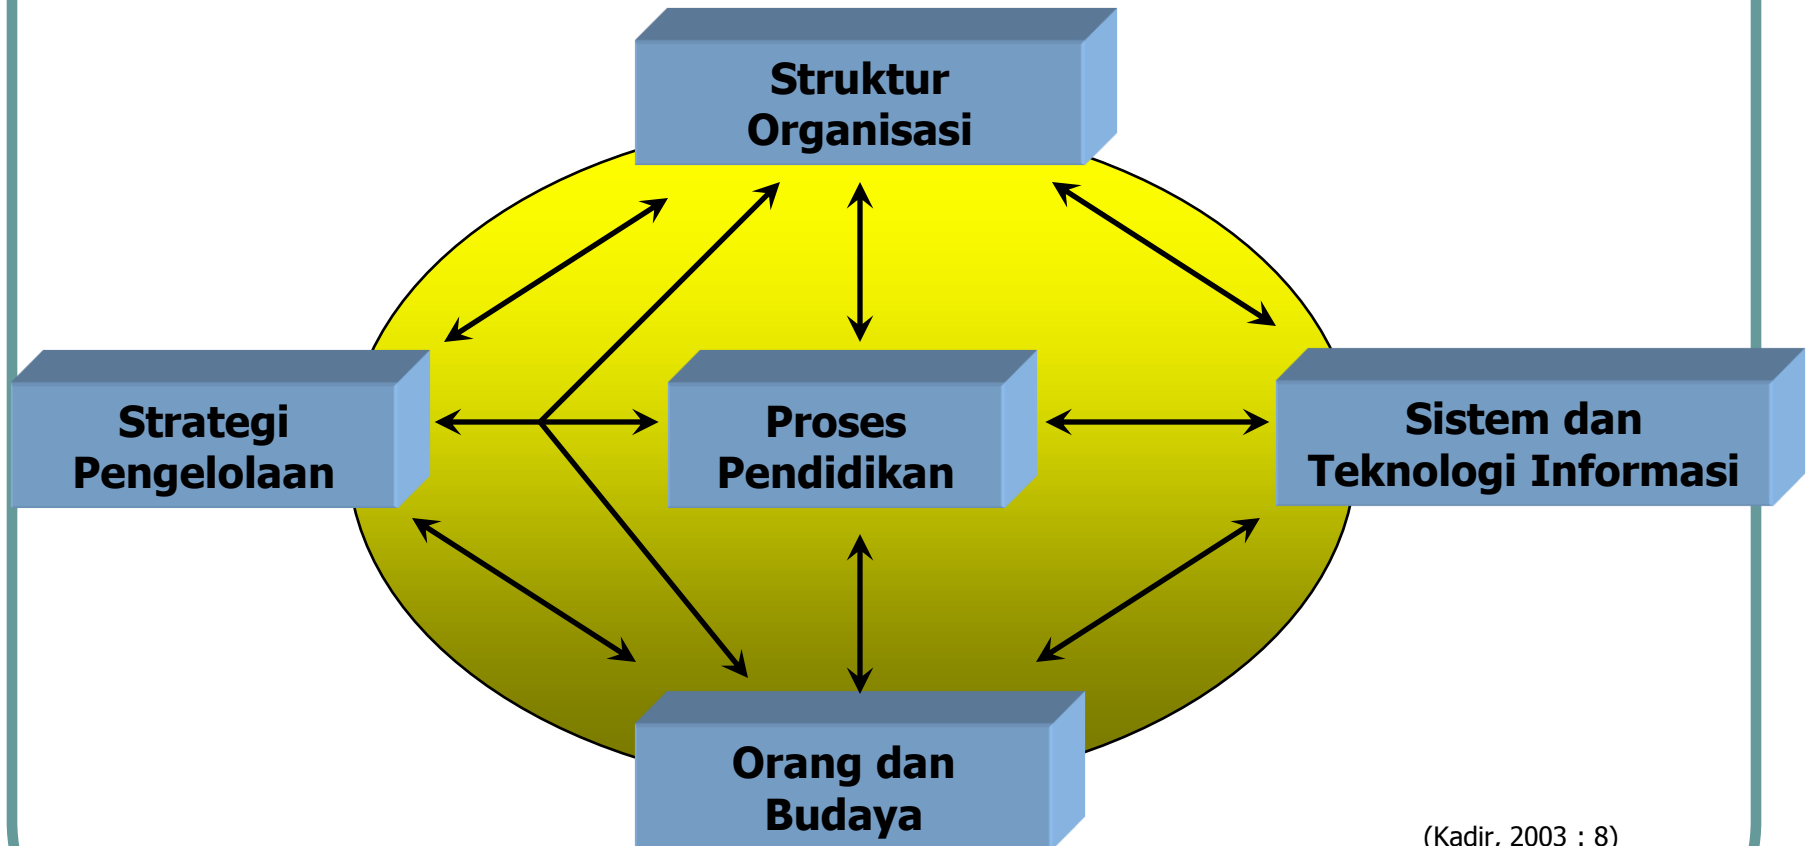 Struktur
Organisasi
Strategi
Pengelolaan
Proses
Pendidikan
Sistem dan
Teknologi Informasi
Orang dan
Budaya
(Kadir, 2003 : 8)